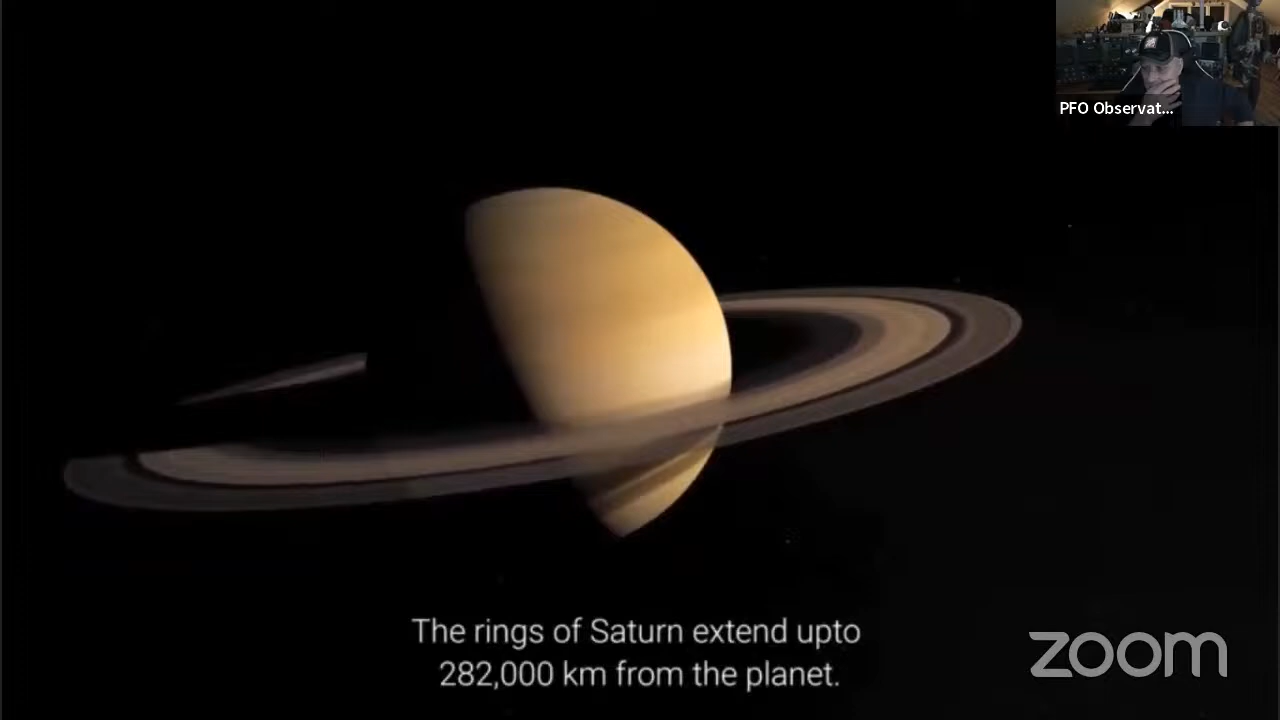 PFO Observat...
The rings of Saturn extend upto
282,000 km from the planet.
zoom